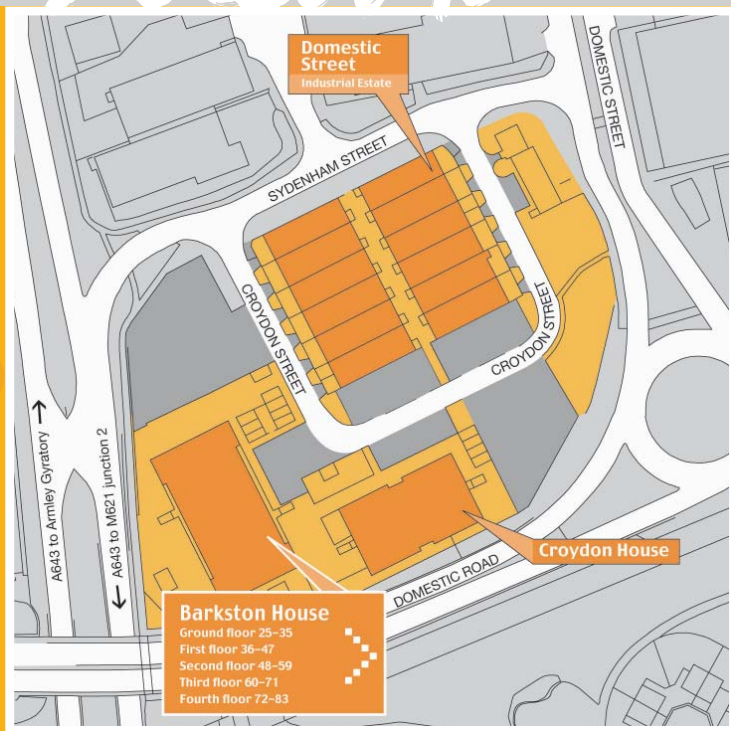 Domestic
Street
Industrial Estate
DOMESTIC STREET
SYDENHAM STREET
CROYDON STREET
CROYDON STREET
A643 to Armley Gyratory →
A643 to M621 junction 2
←
Croydon House
DOMESTIC ROAD
Barkston House
Ground floor 25–35
First floor 36–47
Second floor 48–59
Third floor 60–71
Fourth floor 72–83